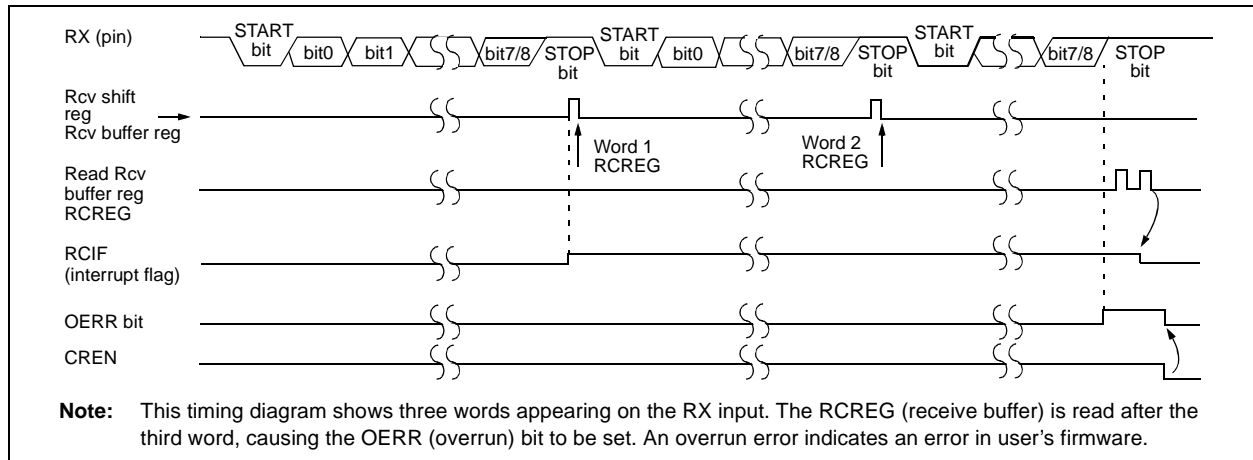 RX (pin)
START
bit
bit0
bit1
bit7/8
STOP
bit
START
bit
bit0
bit7/8
STOP
bit
START
bit
bit7/8
STOP
bit
Rcv shift
reg
Rcv buffer reg
Word 1
RCREG
Word 2
RCREG
Read Rcv
buffer reg
RCREG
RCIF
(interrupt flag)
OERR bit
CREN
Note: This timing diagram shows three words appearing on the RX input. The RCREG (receive buffer) is read after the
third word, causing the OERR (overrun) bit to be set. An overrun error indicates an error in user's firmware.